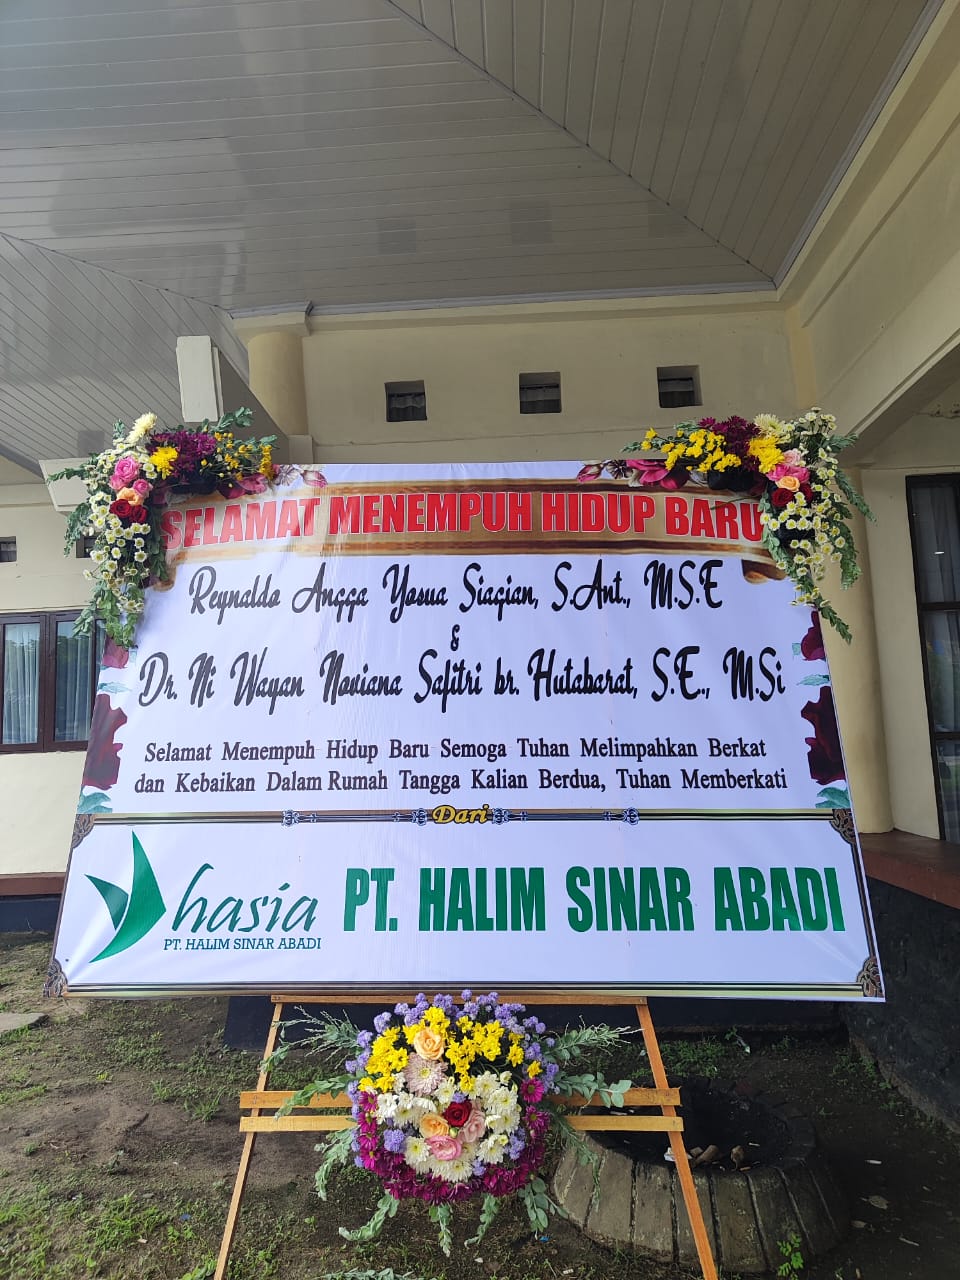 SELAMAT MENEMPUH HIDUP BARU
Reynaldo Angga Yosua Siagian, S.Ant., M.S.E
&
Dr. Ni Wayan Noviana Safitri br. Hutabarat, S.E., M.Si
Selamat Menempuh Hidup Baru Semoga Tuhan Melimpahkan Berkat
dan Kebaikan Dalam Rumah Tangga Kalian Berdua, Tuhan Memberkati
Dari
hasia
PT. HALIM SINAR ABADI
PT. HALIM SINAR ABADI